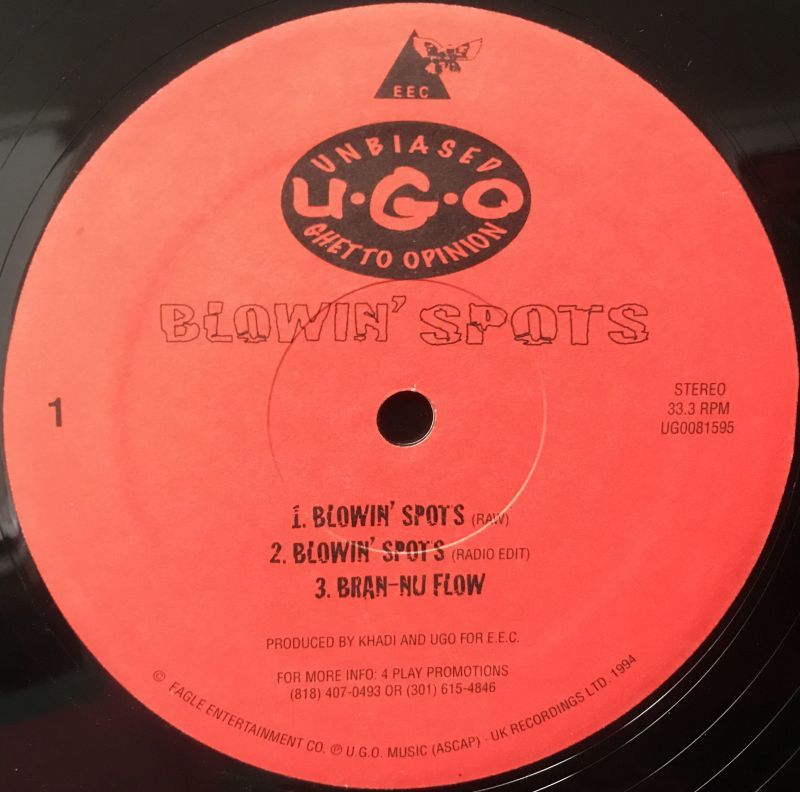 EEC
UNBIASED
U·G·O
GHETTO OPINION
BLOWIN' SPOTS
1
STEREO
33.3 RPM
UG0081595
1. BLOWIN' SPOTS (RAW)
2. BLOWIN' SPOTS (RADIO EDIT)
3. BRAN-NU FLOW
PRODUCED BY KHADI AND UGO FOR E.E.C.
FOR MORE INFO: 4 PLAY PROMOTIONS
(818) 407-0493 OR (301) 615-4846
© EAGLE ENTERTAINMENT CO. ℗ U.G.O. MUSIC (ASCAP) - UK RECORDINGS LTD. 1994